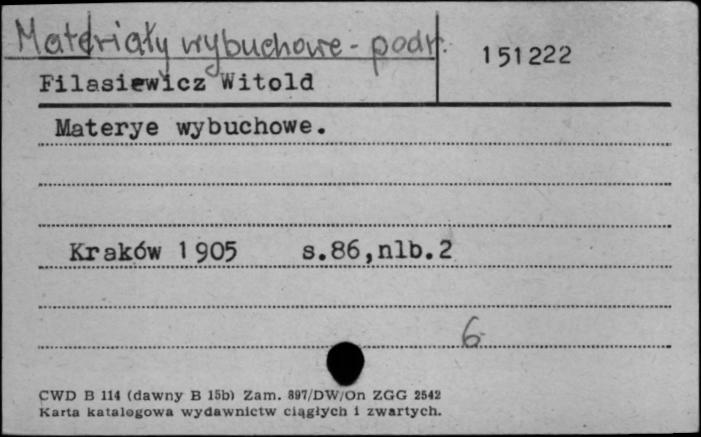 Materiały wybuchowe - podr.
151222
Filasiewicz Witold
Materye wybuchowe.
Kraków 1905 s.86,nlb.2
6
CWD B 114 (dawny B 15b) Zam. 897/DW/On ZGG 2542
Karta katalogowa wydawnictw ciągłych i zwartych.